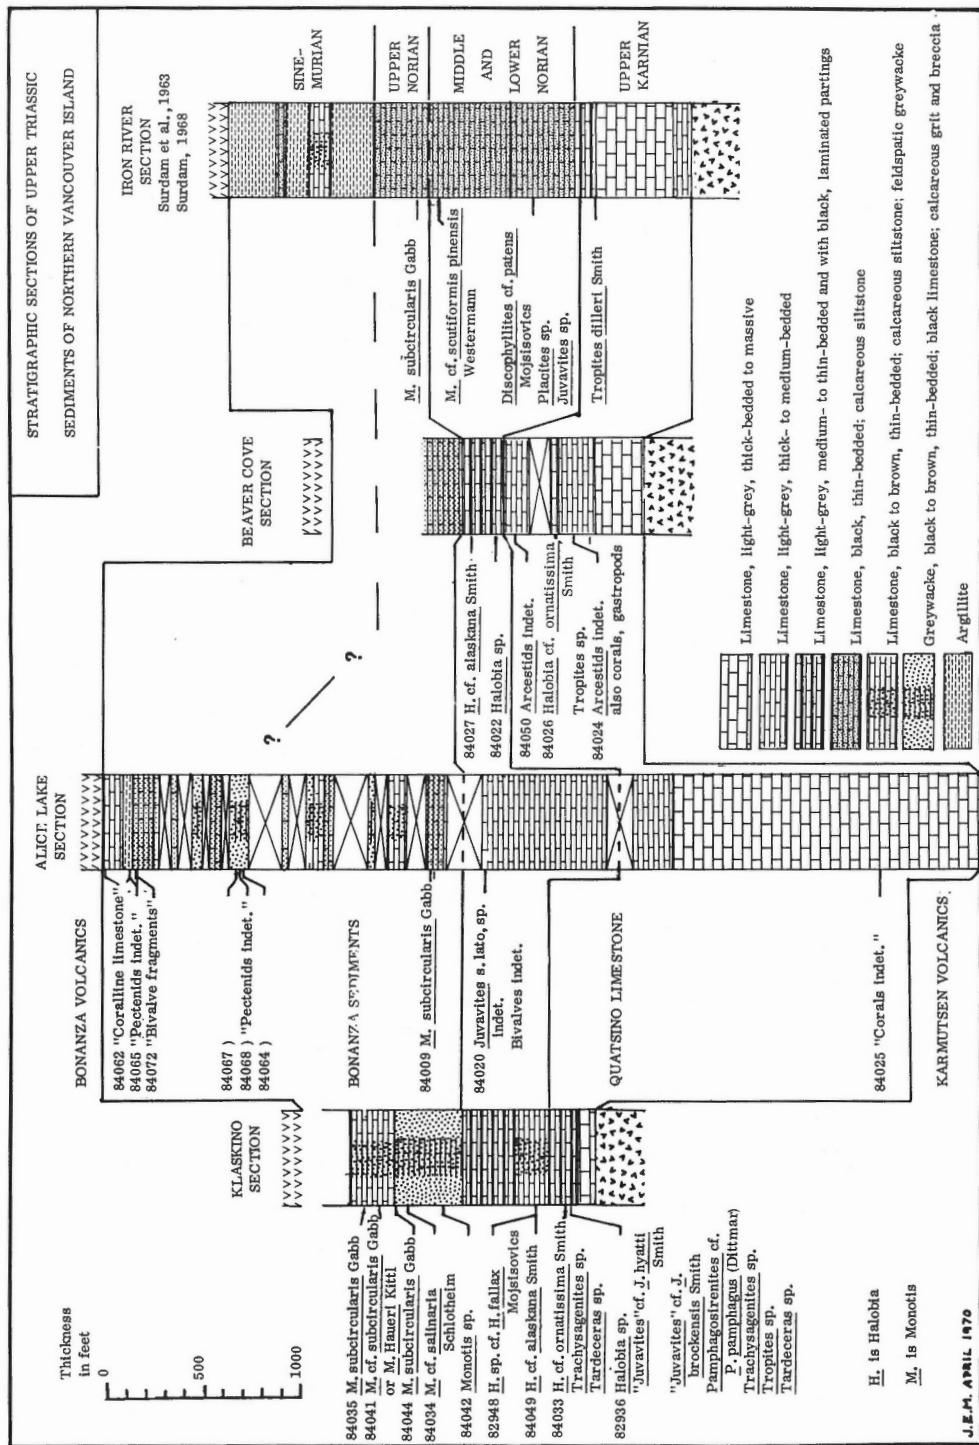 STRATIGRAPHIC SECTIONS OF UPPER TRIASSIC
SEDIMENTS OF NORTHERN VANCOUVER ISLAND
Thickness
in feet
0
500
1000
KLASKINO
SECTION
84035 M. subcircularis Gabb
84041 M. cf. subcircularis Gabb
or M. Haueri Kittl
84044 M. subcircularis Gabb
84034 M. cf. salinaria
Schlotheim
84042 Monotis sp.
82948 H. sp. cf. H. fallax
Mojsisovics
84049 H. cf. alaskana Smith
84033 H. cf. ornatissima Smith
Trachysagenites sp.
Tardeceras sp.
82936 Halobia sp.
"Juvavites" cf. J. hyatti
Smith
"Juvavites" cf. J.
brockensis Smith
Pamphagosirenites cf.
P. pamphagus (Dittmar)
Trachysagenites sp.
Tropites sp.
Tardeceras sp.
H. is Halobia
M. is Monotis
J.E.M. APRIL 1970
ALICE LAKE
SECTION
BONANZA VOLCANICS
84062 "Coralline limestone"
84065 "Pectenids indet."
84072 "Bivalve fragments"
84067 )
84068 ) "Pectenids indet."
84064 )
BONANZA SEDIMENTS
84009 M. subcircularis Gabb
84020 Juvavites s. lato, sp.
indet.
Bivalves indet.
QUATSINO LIMESTONE
84025 "Corals indet."
KARMUTSEN VOLCANICS
?
?
BEAVER COVE
SECTION
84027 H. cf. alaskana Smith
84022 Halobia sp.
84050 Arcestids indet.
84026 Halobia cf. ornatissima
Smith
Tropites sp.
84024 Arcestids indet.
also corals, gastropods
IRON RIVER
SECTION
Surdam et al., 1963
Surdam, 1968
M. subcircularis Gabb
M. cf. scutiformis pinensis
Westermann
Discophyllites cf. patens
Mojsisovics
Placites sp.
Juvavites sp.
Tropites dilleri Smith
SINE-
MURIAN
UPPER
NORIAN
MIDDLE
AND
LOWER
NORIAN
UPPER
KARNIAN
Limestone, light-grey, thick-bedded to massive
Limestone, light-grey, thick- to medium-bedded
Limestone, light-grey, medium- to thin-bedded and with black, laminated partings
Limestone, black, thin-bedded; calcareous siltstone
Limestone, black to brown, thin-bedded; calcareous siltstone; feldspatic greywacke
Greywacke, black to brown, thin-bedded; black limestone; calcareous grit and breccia
Argillite